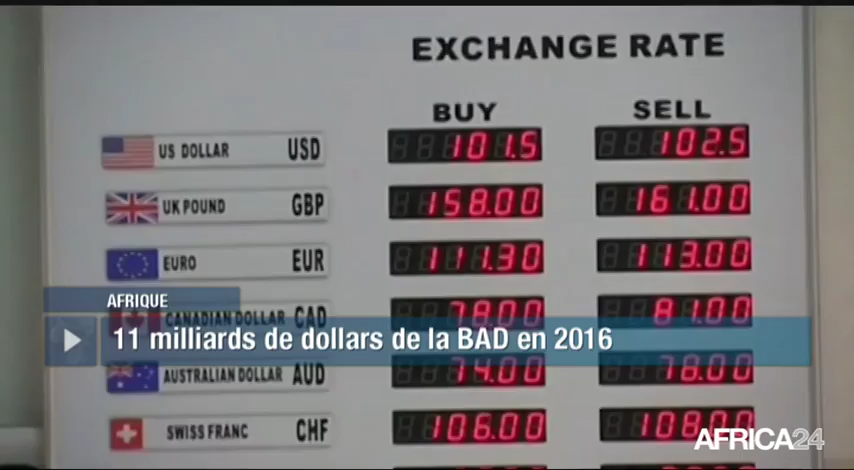 EXCHANGE RATE
BUY SELL
US DOLLAR USD 101.5 102.5
UK POUND GBP 158.00 161.00
EURO EUR 111.30 113.00
AFRIQUE
CANADIAN DOLLAR CAD 78.00 81.00
11 milliards de dollars de la BAD en 2016
AUSTRALIAN DOLLAR AUD 74.00 78.00
SWISS FRANC CHF 106.00 108.00
AFRICA24